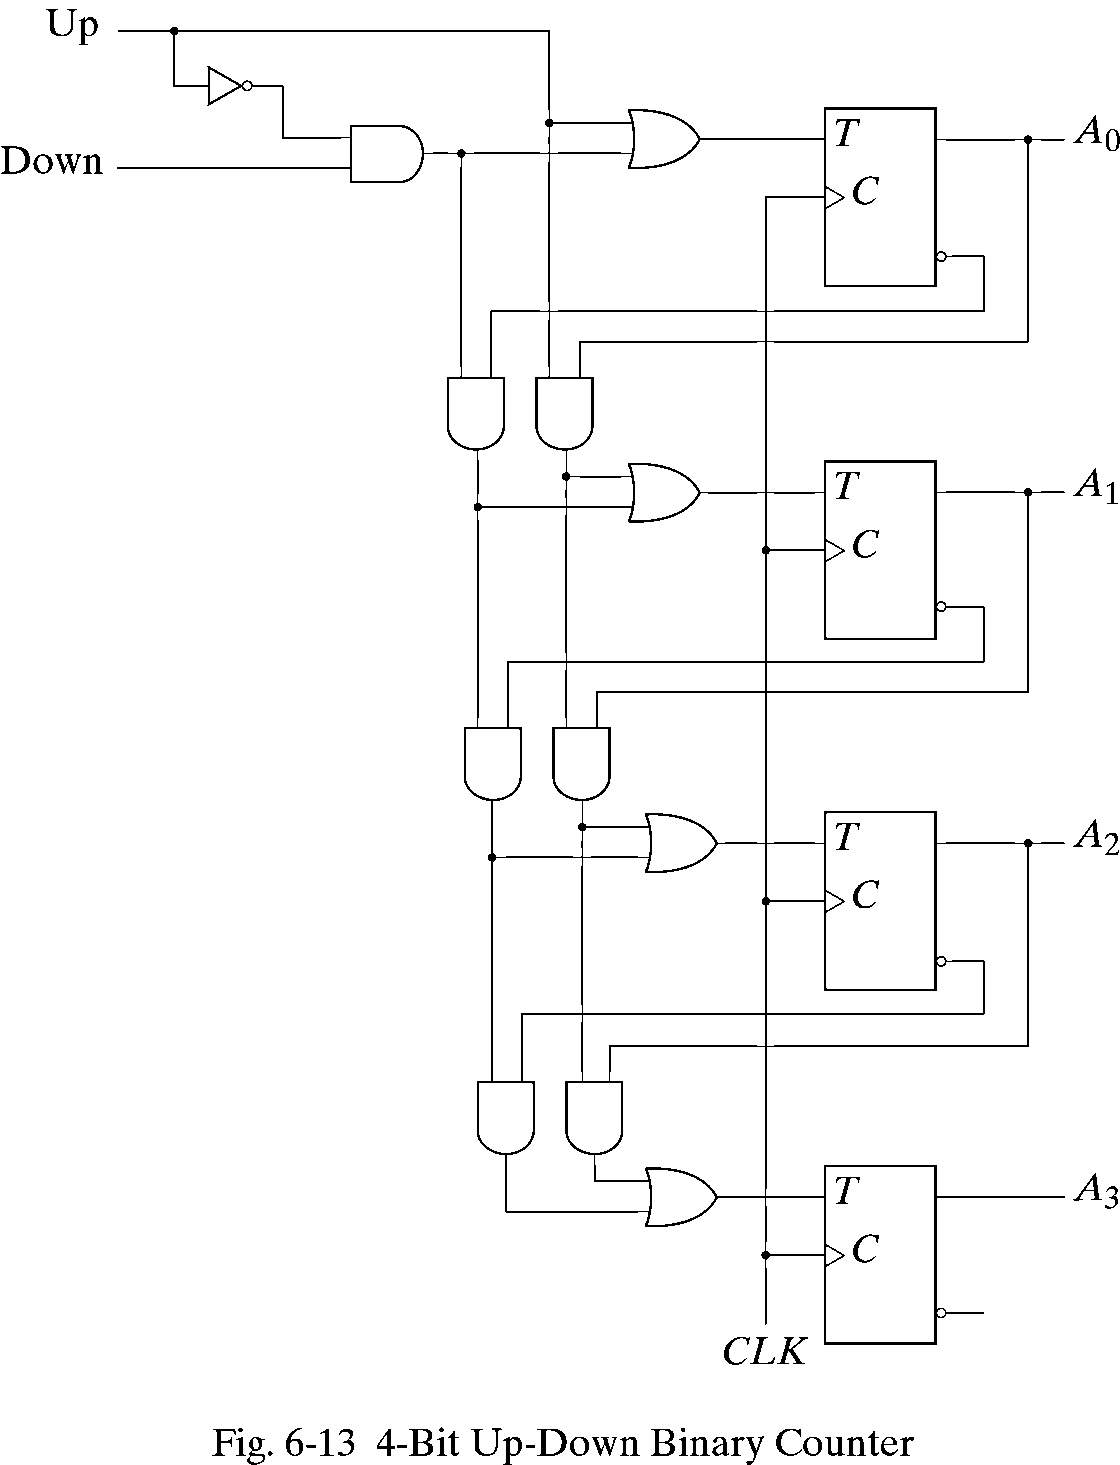 Up
Down
T
C
A0
T
C
A1
T
C
A2
T
C
A3
CLK
Fig. 6-13 4-Bit Up-Down Binary Counter